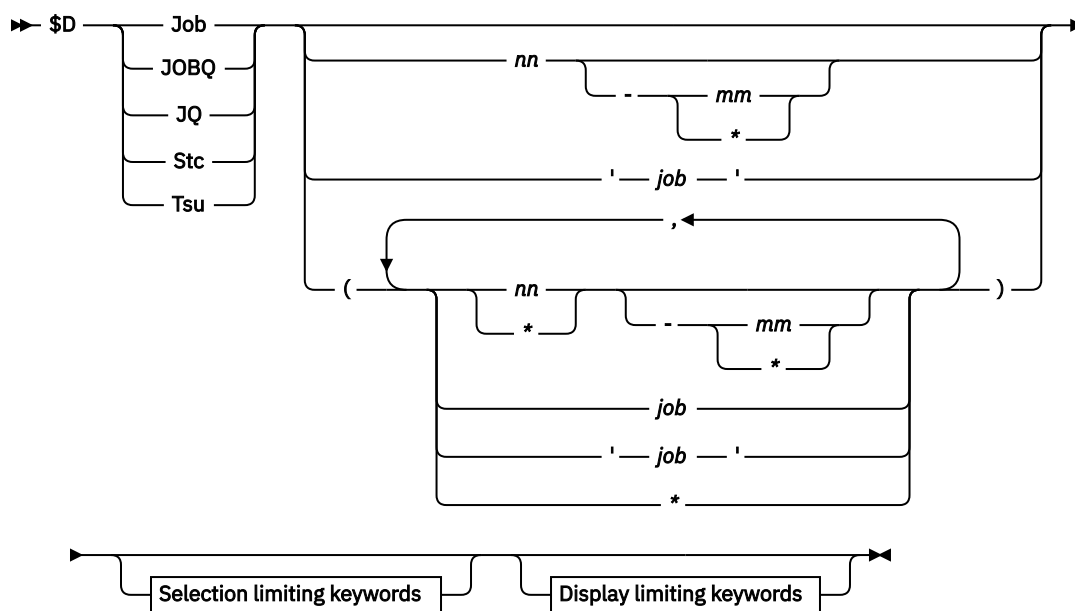 $D Job
nn
JOBQ
- mm
JQ
*
Stc
' job '
Tsu
,
( nn )
*
- mm
*
job
' job '
*
Selection limiting keywords Display limiting keywords